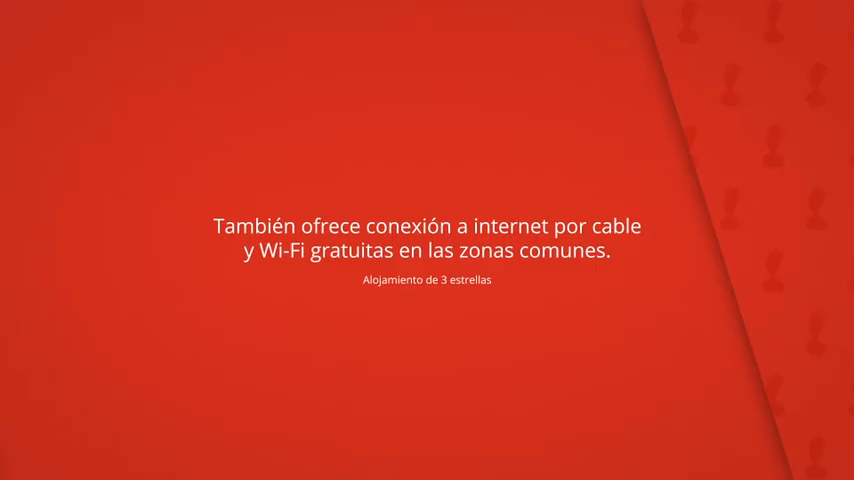 También ofrece conexión a internet por cable
y Wi-Fi gratuitas en las zonas comunes.
Alojamiento de 3 estrellas